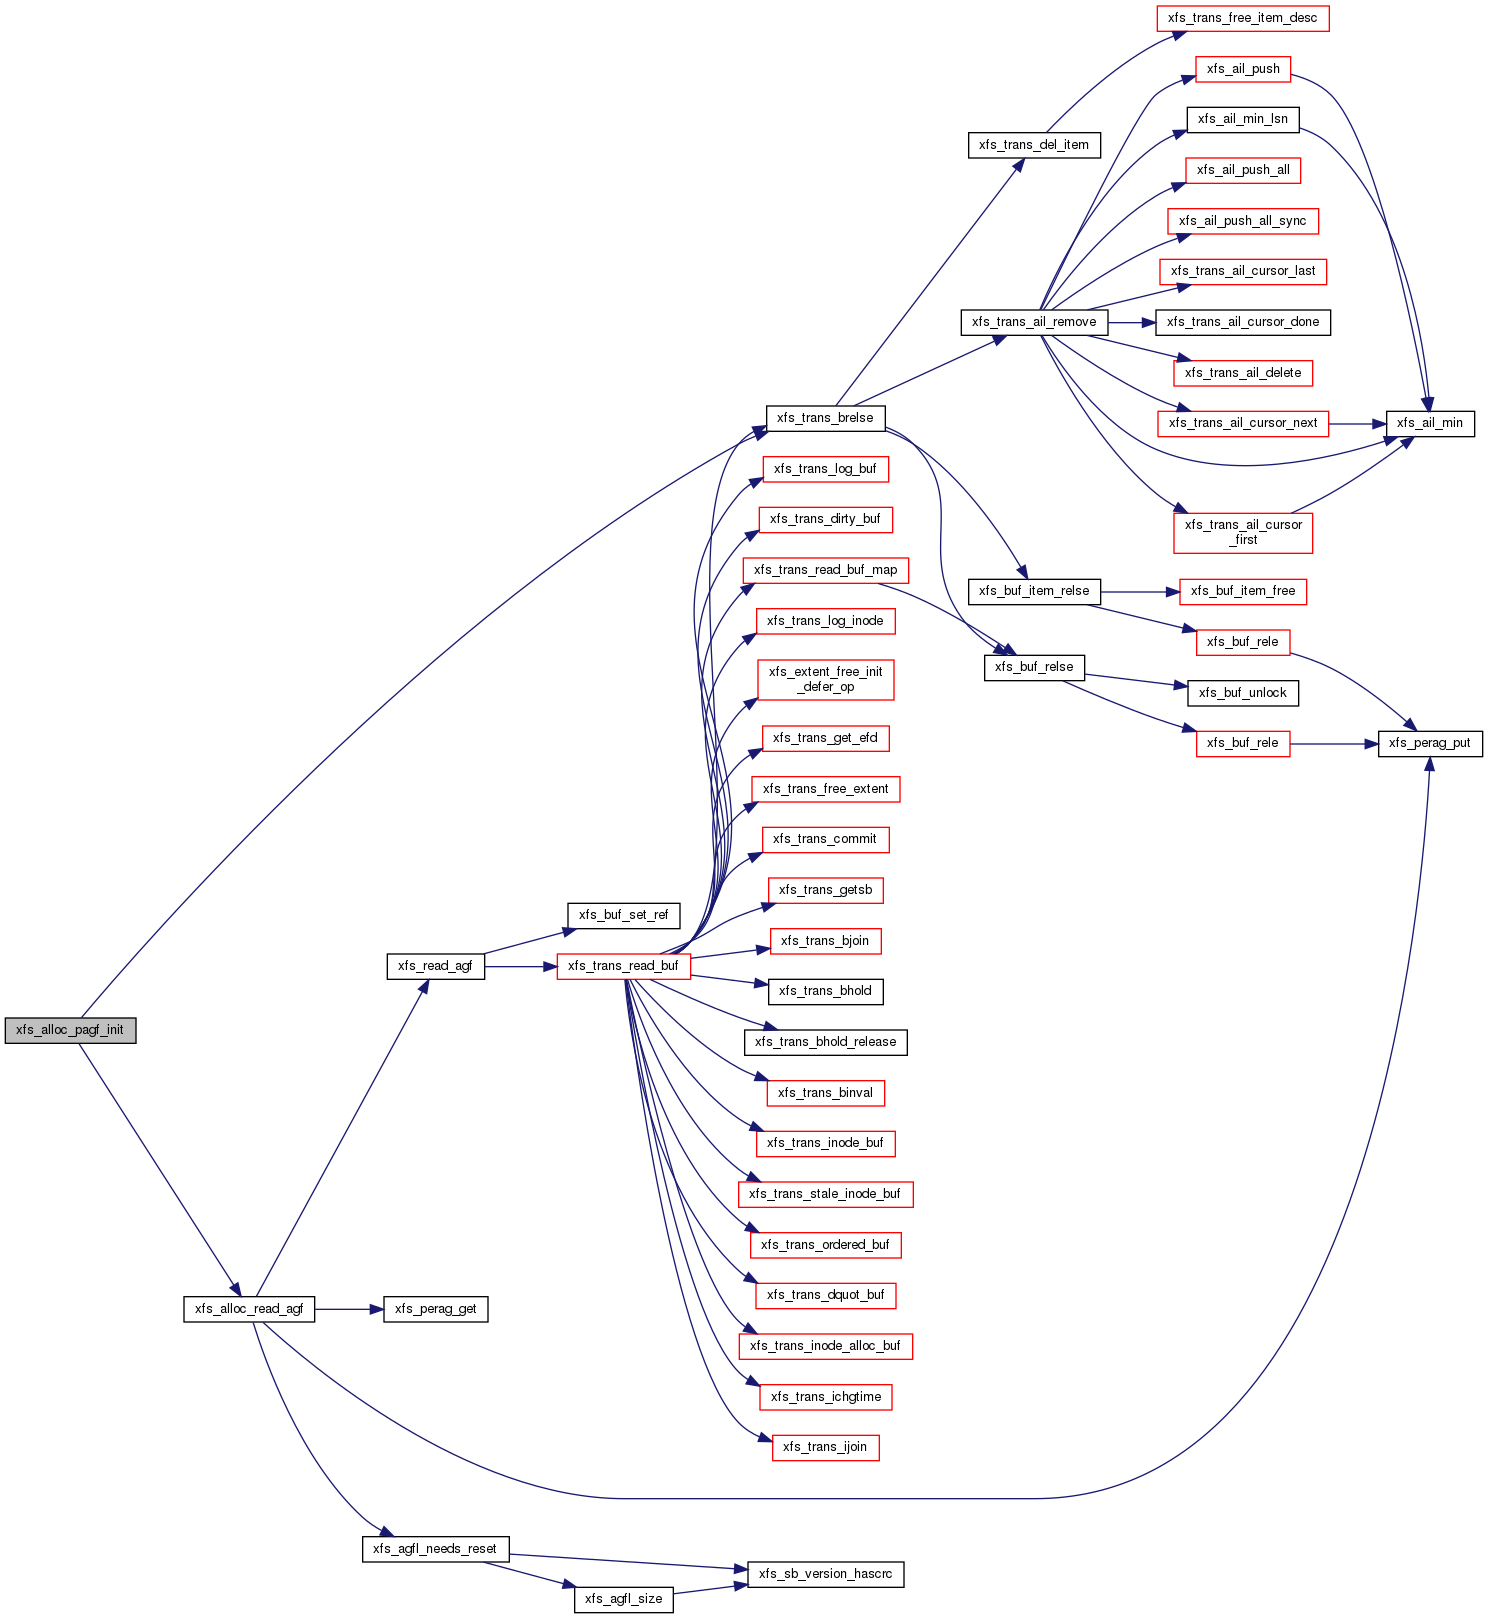 xfs_trans_free_item_desc
xfs_ail_push
xfs_ail_min_lsn
xfs_trans_del_item
xfs_ail_push_all
xfs_ail_push_all_sync
xfs_trans_ail_cursor_last
xfs_trans_ail_remove
xfs_trans_ail_cursor_done
xfs_trans_ail_delete
xfs_trans_brelse
xfs_trans_ail_cursor_next
xfs_ail_min
xfs_trans_log_buf
xfs_trans_dirty_buf
xfs_trans_ail_cursor
_first
xfs_trans_read_buf_map
xfs_buf_item_relse
xfs_buf_item_free
xfs_trans_log_inode
xfs_buf_rele
xfs_extent_free_init
_defer_op
xfs_buf_relse
xfs_buf_unlock
xfs_trans_get_efd
xfs_buf_rele
xfs_perag_put
xfs_trans_free_extent
xfs_trans_commit
xfs_trans_getsb
xfs_buf_set_ref
xfs_trans_bjoin
xfs_read_agf
xfs_trans_read_buf
xfs_trans_bhold
xfs_alloc_pagf_init
xfs_trans_bhold_release
xfs_trans_binval
xfs_trans_inode_buf
xfs_trans_stale_inode_buf
xfs_trans_ordered_buf
xfs_trans_dquot_buf
xfs_alloc_read_agf
xfs_perag_get
xfs_trans_inode_alloc_buf
xfs_trans_ichgtime
xfs_trans_ijoin
xfs_agfl_needs_reset
xfs_sb_version_hascrc
xfs_agfl_size